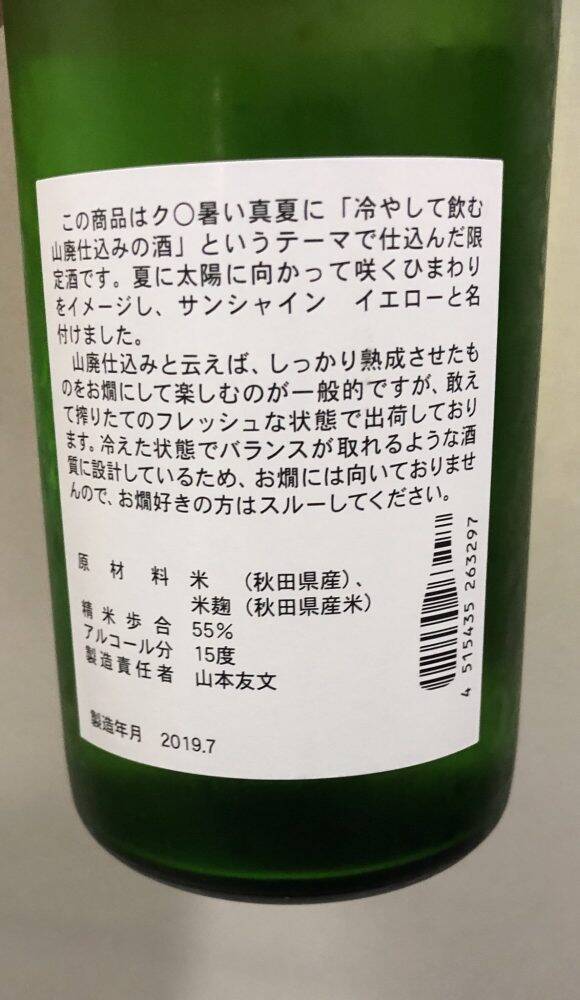 この商品はク〇暑い真夏に「冷やして飲む
山廃仕込みの酒」というテーマで仕込んだ限
定酒です。夏に太陽に向かって咲くひまわり
をイメージし、サンシャイン　イエローと名
付けました。
山廃仕込みと云えば、しっかり熟成させたも
のをお燗にして楽しむのが一般的ですが、敢え
て搾りたてのフレッシュな状態で出荷しており
ます。冷えた状態でバランスが取れるような酒
質に設計しているため、お燗には向いておりませ
んので、お燗好きの方はスルーしてください。
原材料　米　（秋田県産）、
米麹（秋田県産米）
精米歩合　55%
アルコール分　15度
製造責任者　山本友文
製造年月　2019.7
4 515435 263297